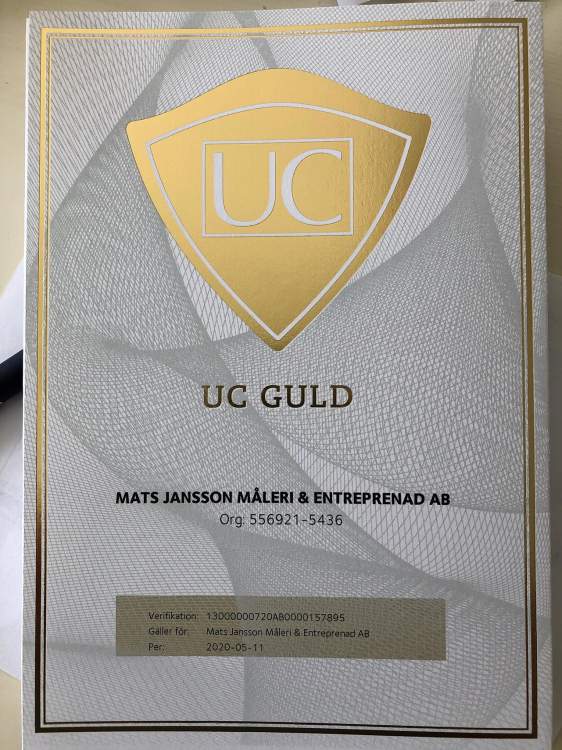 UC
UC GULD
MATS JANSSON MÅLERI & ENTREPRENAD AB
Org: 556921-5436
Verifikation: 13000000720AB0000157895
Gäller för: Mats Jansson Måleri & Entreprenad AB
Per: 2020-05-11